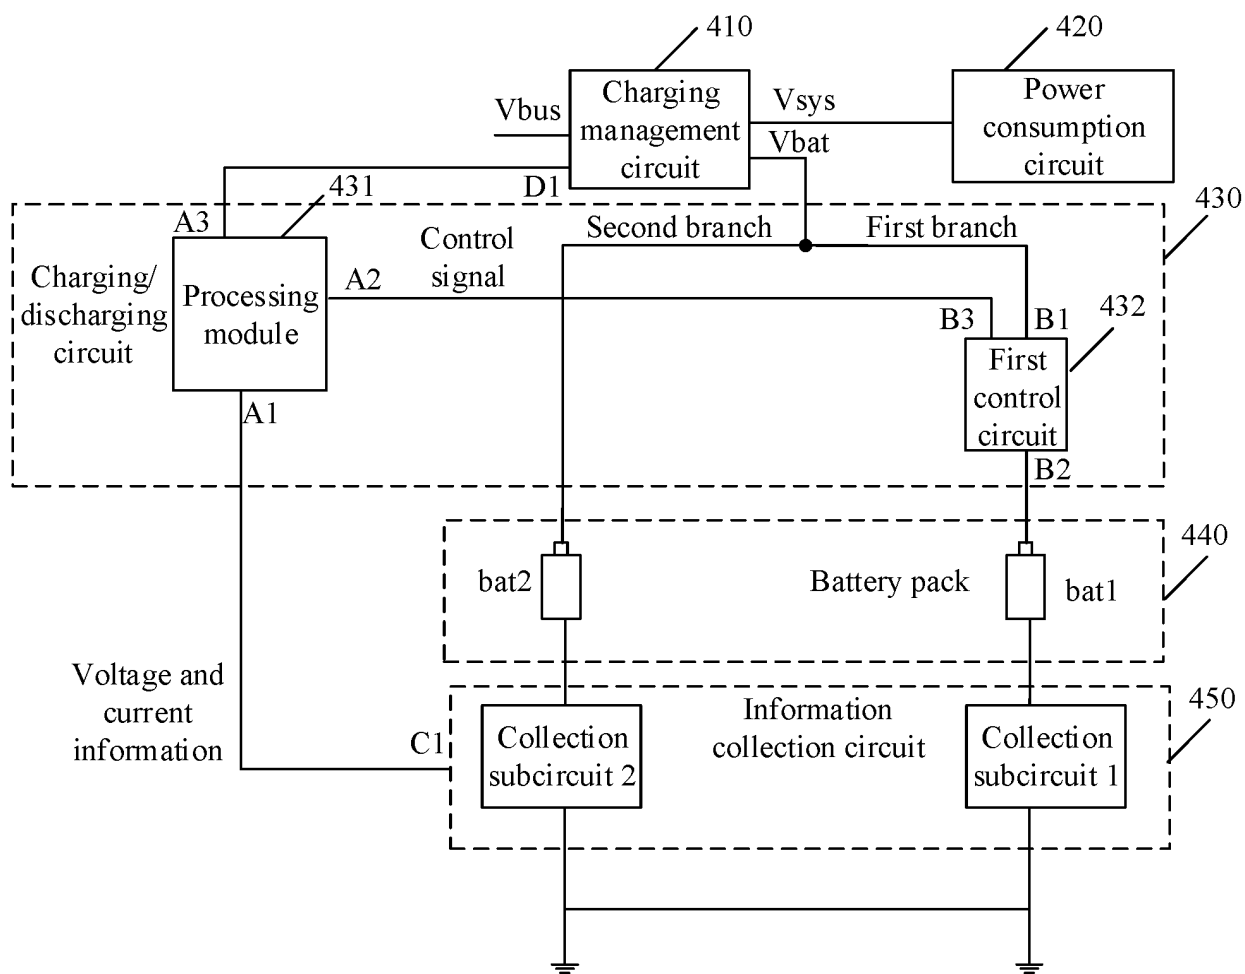 410
420
Charging
management
circuit
Vbus
Vsys
Vbat
Power
consumption
circuit
D1
431
430
A3
Second branch
First branch
Control
signal
Charging/
discharging
circuit
Processing
module
A2
B3
B1
432
First
control
circuit
A1
B2
440
bat2
Battery pack
bat1
Voltage and
current
information
C1
450
Information
collection circuit
Collection
subcircuit 2
Collection
subcircuit 1